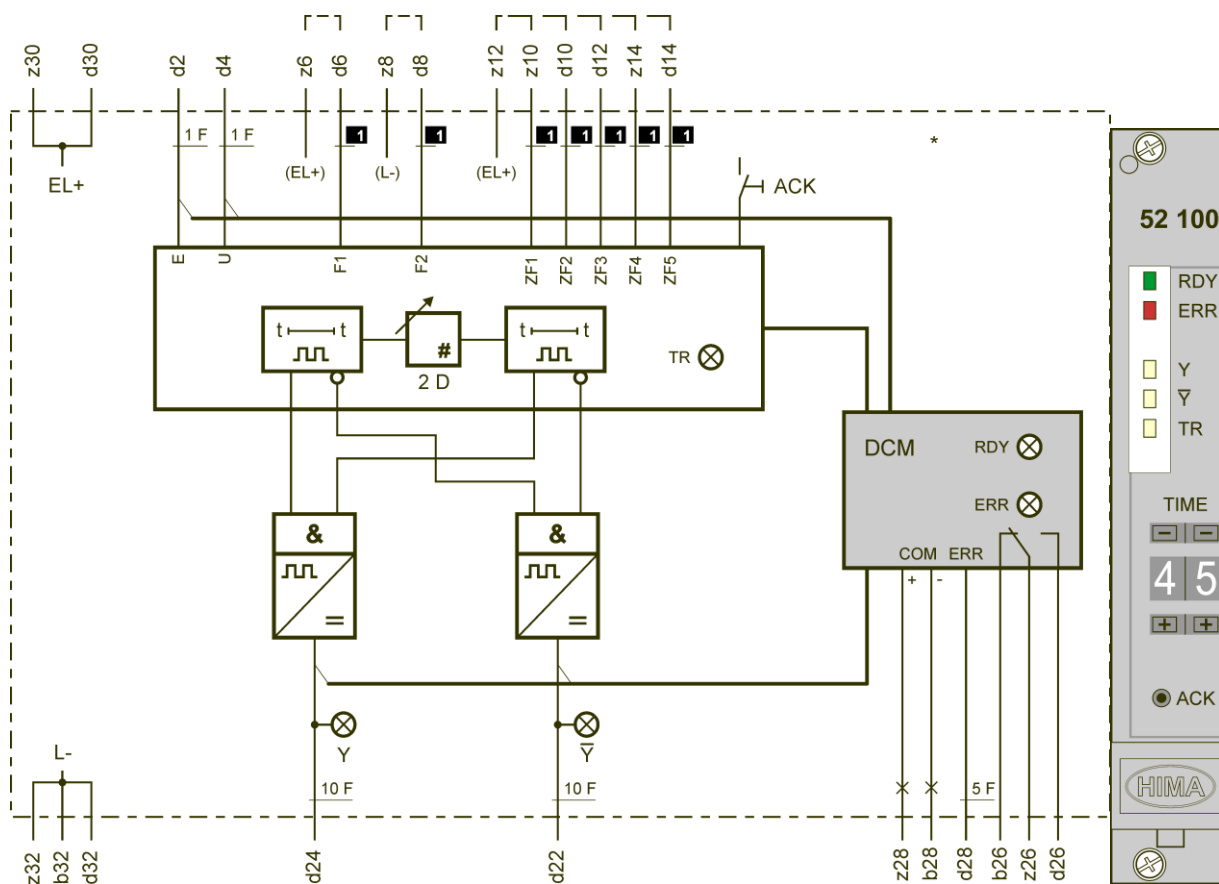 z30 d30 d2 d4 z6 d6 z8 d8 z12 z10 d10 d12 z14 d14
1 F 1 F 1 1 1 1 1 1 1 *
(EL+) (L-) (EL+)
EL+
ACK
52 100
E U F1 F2 ZF1 ZF2 ZF3 ZF4 ZF5
RDY
ERR
t t # t t
2 D
TR
Y
Y̅
TR
DCM RDY
ERR
& &
= =
COM ERR
+ -
TIME
- -
4 5
+ +
ACK
Y Y̅
L-
10 F 10 F 5 F
HIMA
z32 b32 d32 d24 d22 z28 b28 d28 b26 z26 d26